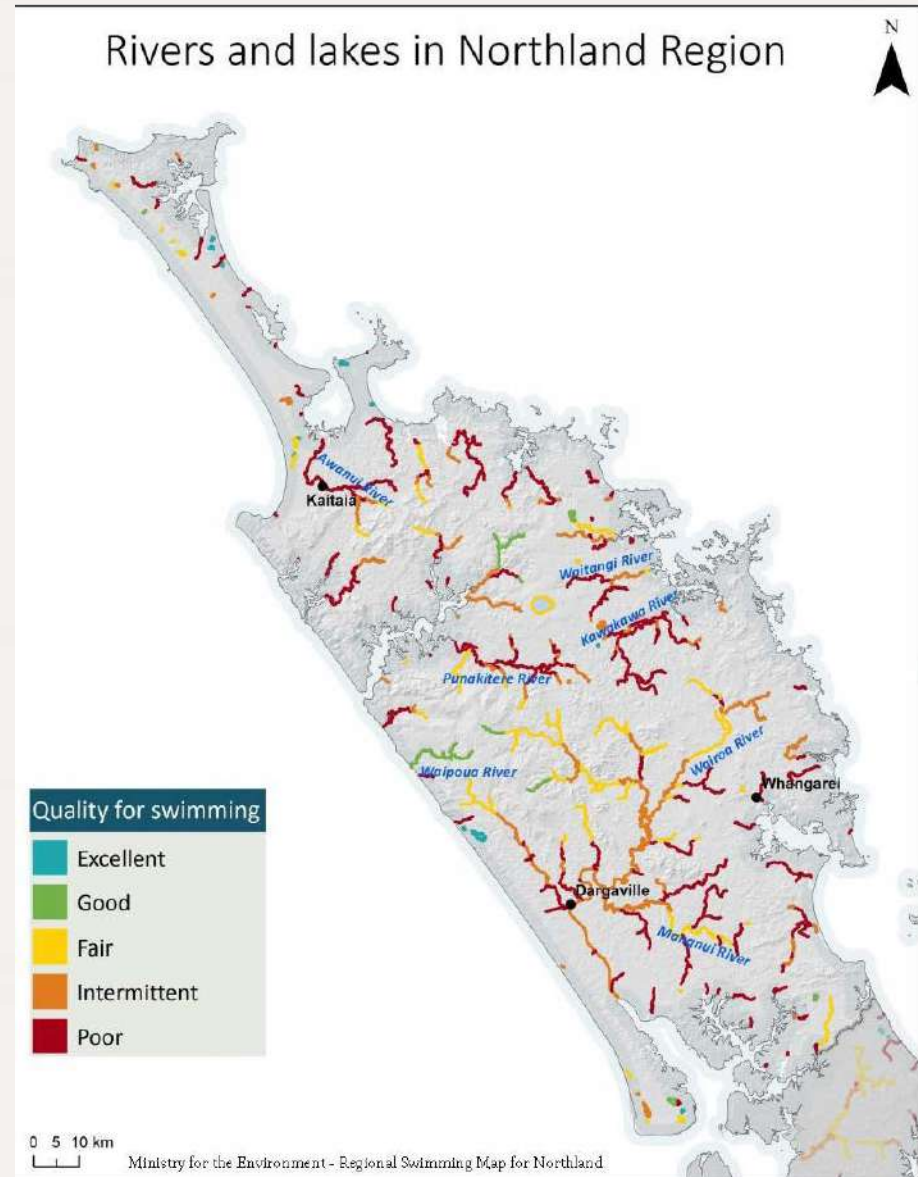 Rivers and lakes in Northland Region
N
Awanui River
Kaitaia
Waitangi River
Kawakawa River
Punakitere River
Wairoa River
Waipoua River
Whangarei
Quality for swimming
Excellent
Good
Fair
Intermittent
Poor
Dargaville
Manganui River
0 5 10 km
Ministry for the Environment - Regional Swimming Map for Northland